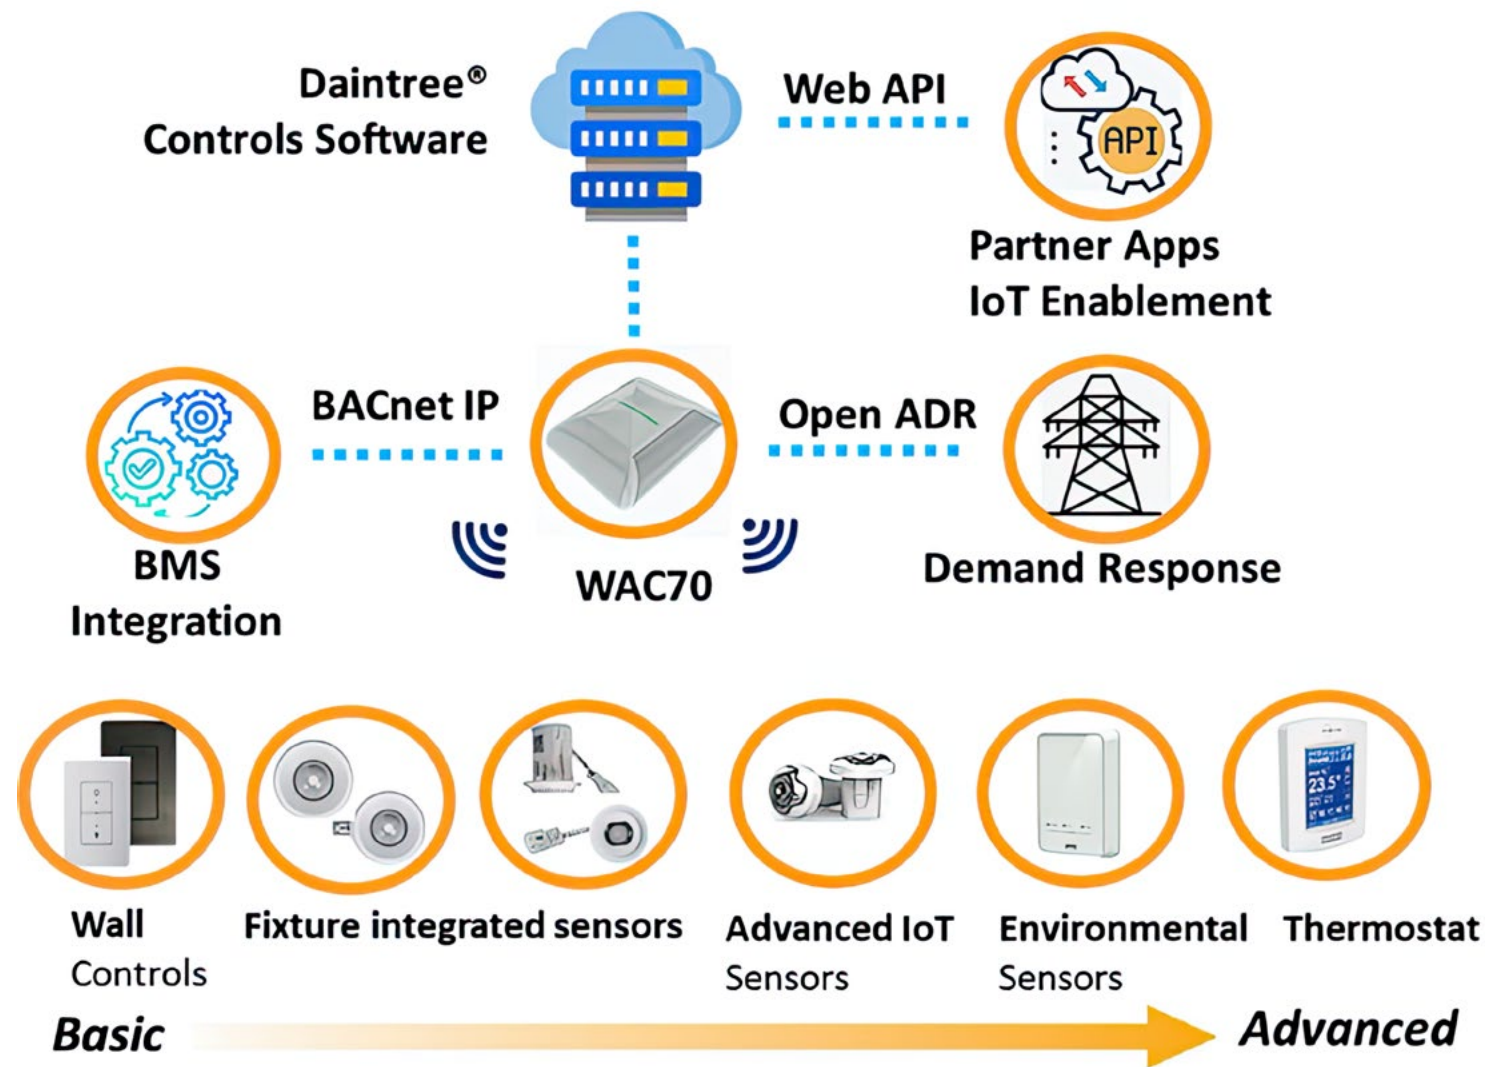 Daintree®
Controls Software
Web API
API
Partner Apps
IoT Enablement
BACnet IP
Open ADR
BMS
Integration
WAC70
Demand Response
23.5°
Wall
Controls
Fixture integrated sensors
Advanced IoT
Sensors
Environmental
Sensors
Thermostat
Basic
Advanced